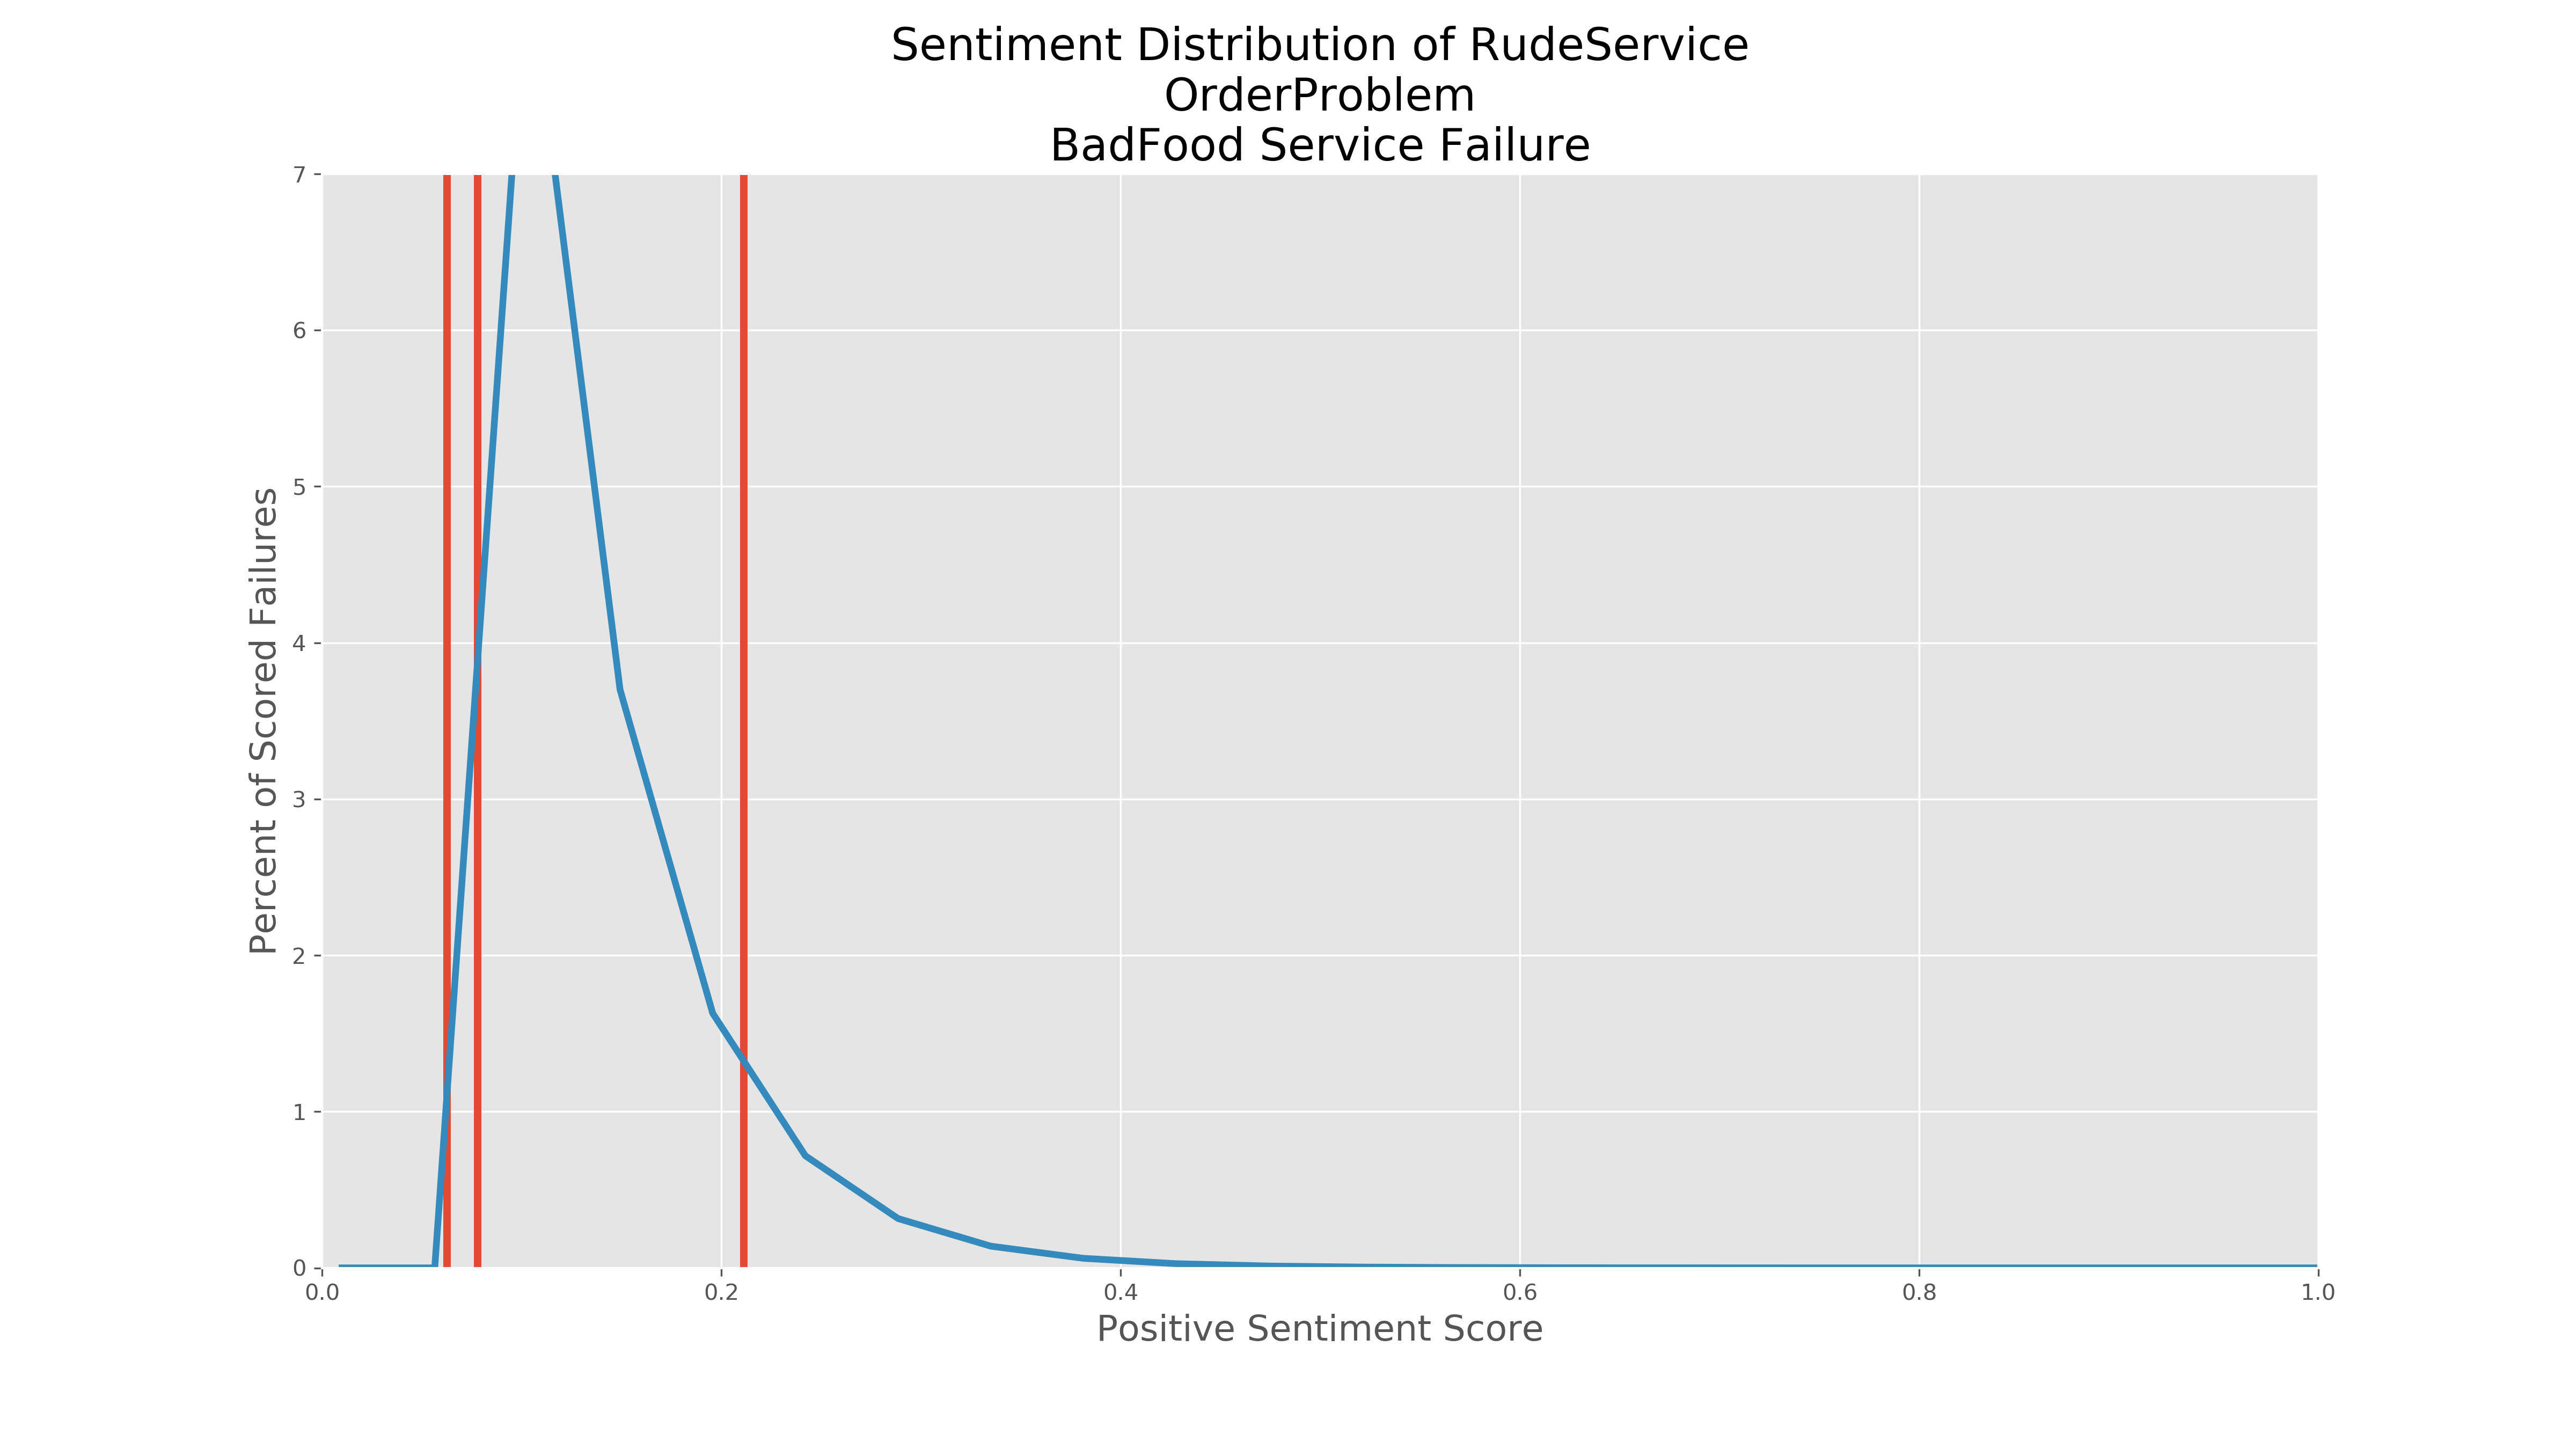 Sentiment Distribution of RudeService
OrderProblem
BadFood Service Failure
7
6
5
4
3
2
1
0
Percent of Scored Failures
0.0 0.2 0.4 0.6 0.8 1.0
Positive Sentiment Score